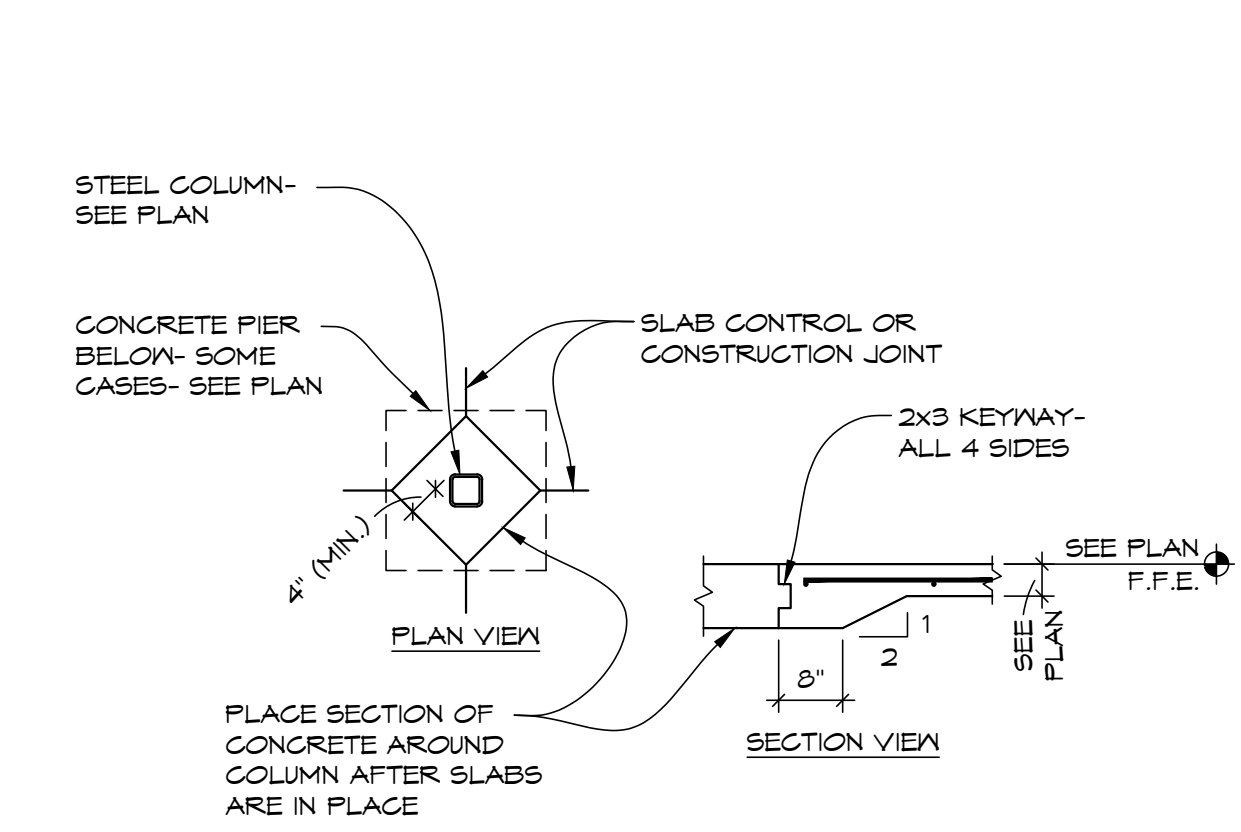 STEEL COLUMN-
SEE PLAN
CONCRETE PIER
BELOW- SOME
CASES- SEE PLAN
SLAB CONTROL OR
CONSTRUCTION JOINT
2x3 KEYWAY-
ALL 4 SIDES
4" (MIN.)
PLAN VIEW
SEE PLAN
F.F.E.
SEE
PLAN
1
2
8"
SECTION VIEW
PLACE SECTION OF
CONCRETE AROUND
COLUMN AFTER SLABS
ARE IN PLACE